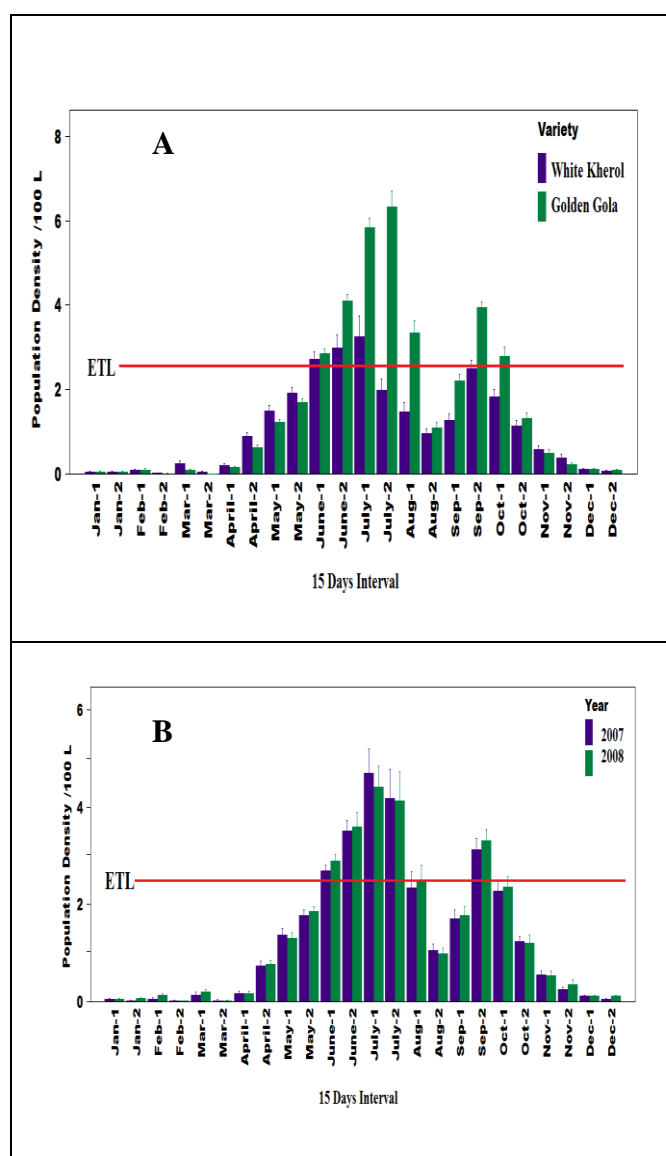 A
Variety
White Kherol
Golden Gola
Population Density /100 L
8
6
4
2
0
ETL
Jan-1
Jan-2
Feb-1
Feb-2
Mar-1
Mar-2
April-1
April-2
May-1
May-2
June-1
June-2
July-1
July-2
Aug-1
Aug-2
Sep-1
Sep-2
Oct-1
Oct-2
Nov-1
Nov-2
Dec-1
Dec-2
15 Days Interval
B
Year
2007
2008
Population Density /100 L
6
4
2
0
ETL
Jan-1
Jan-2
Feb-1
Feb-2
Mar-1
Mar-2
April-1
April-2
May-1
May-2
June-1
June-2
July-1
July-2
Aug-1
Aug-2
Sep-1
Sep-2
Oct-1
Oct-2
Nov-1
Nov-2
Dec-1
Dec-2
15 Days Interval